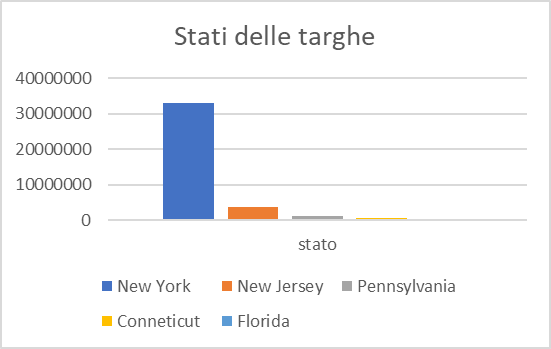 Stati delle targhe
40000000
30000000
20000000
10000000
0
stato
New York New Jersey Pennsylvania
Conneticut Florida